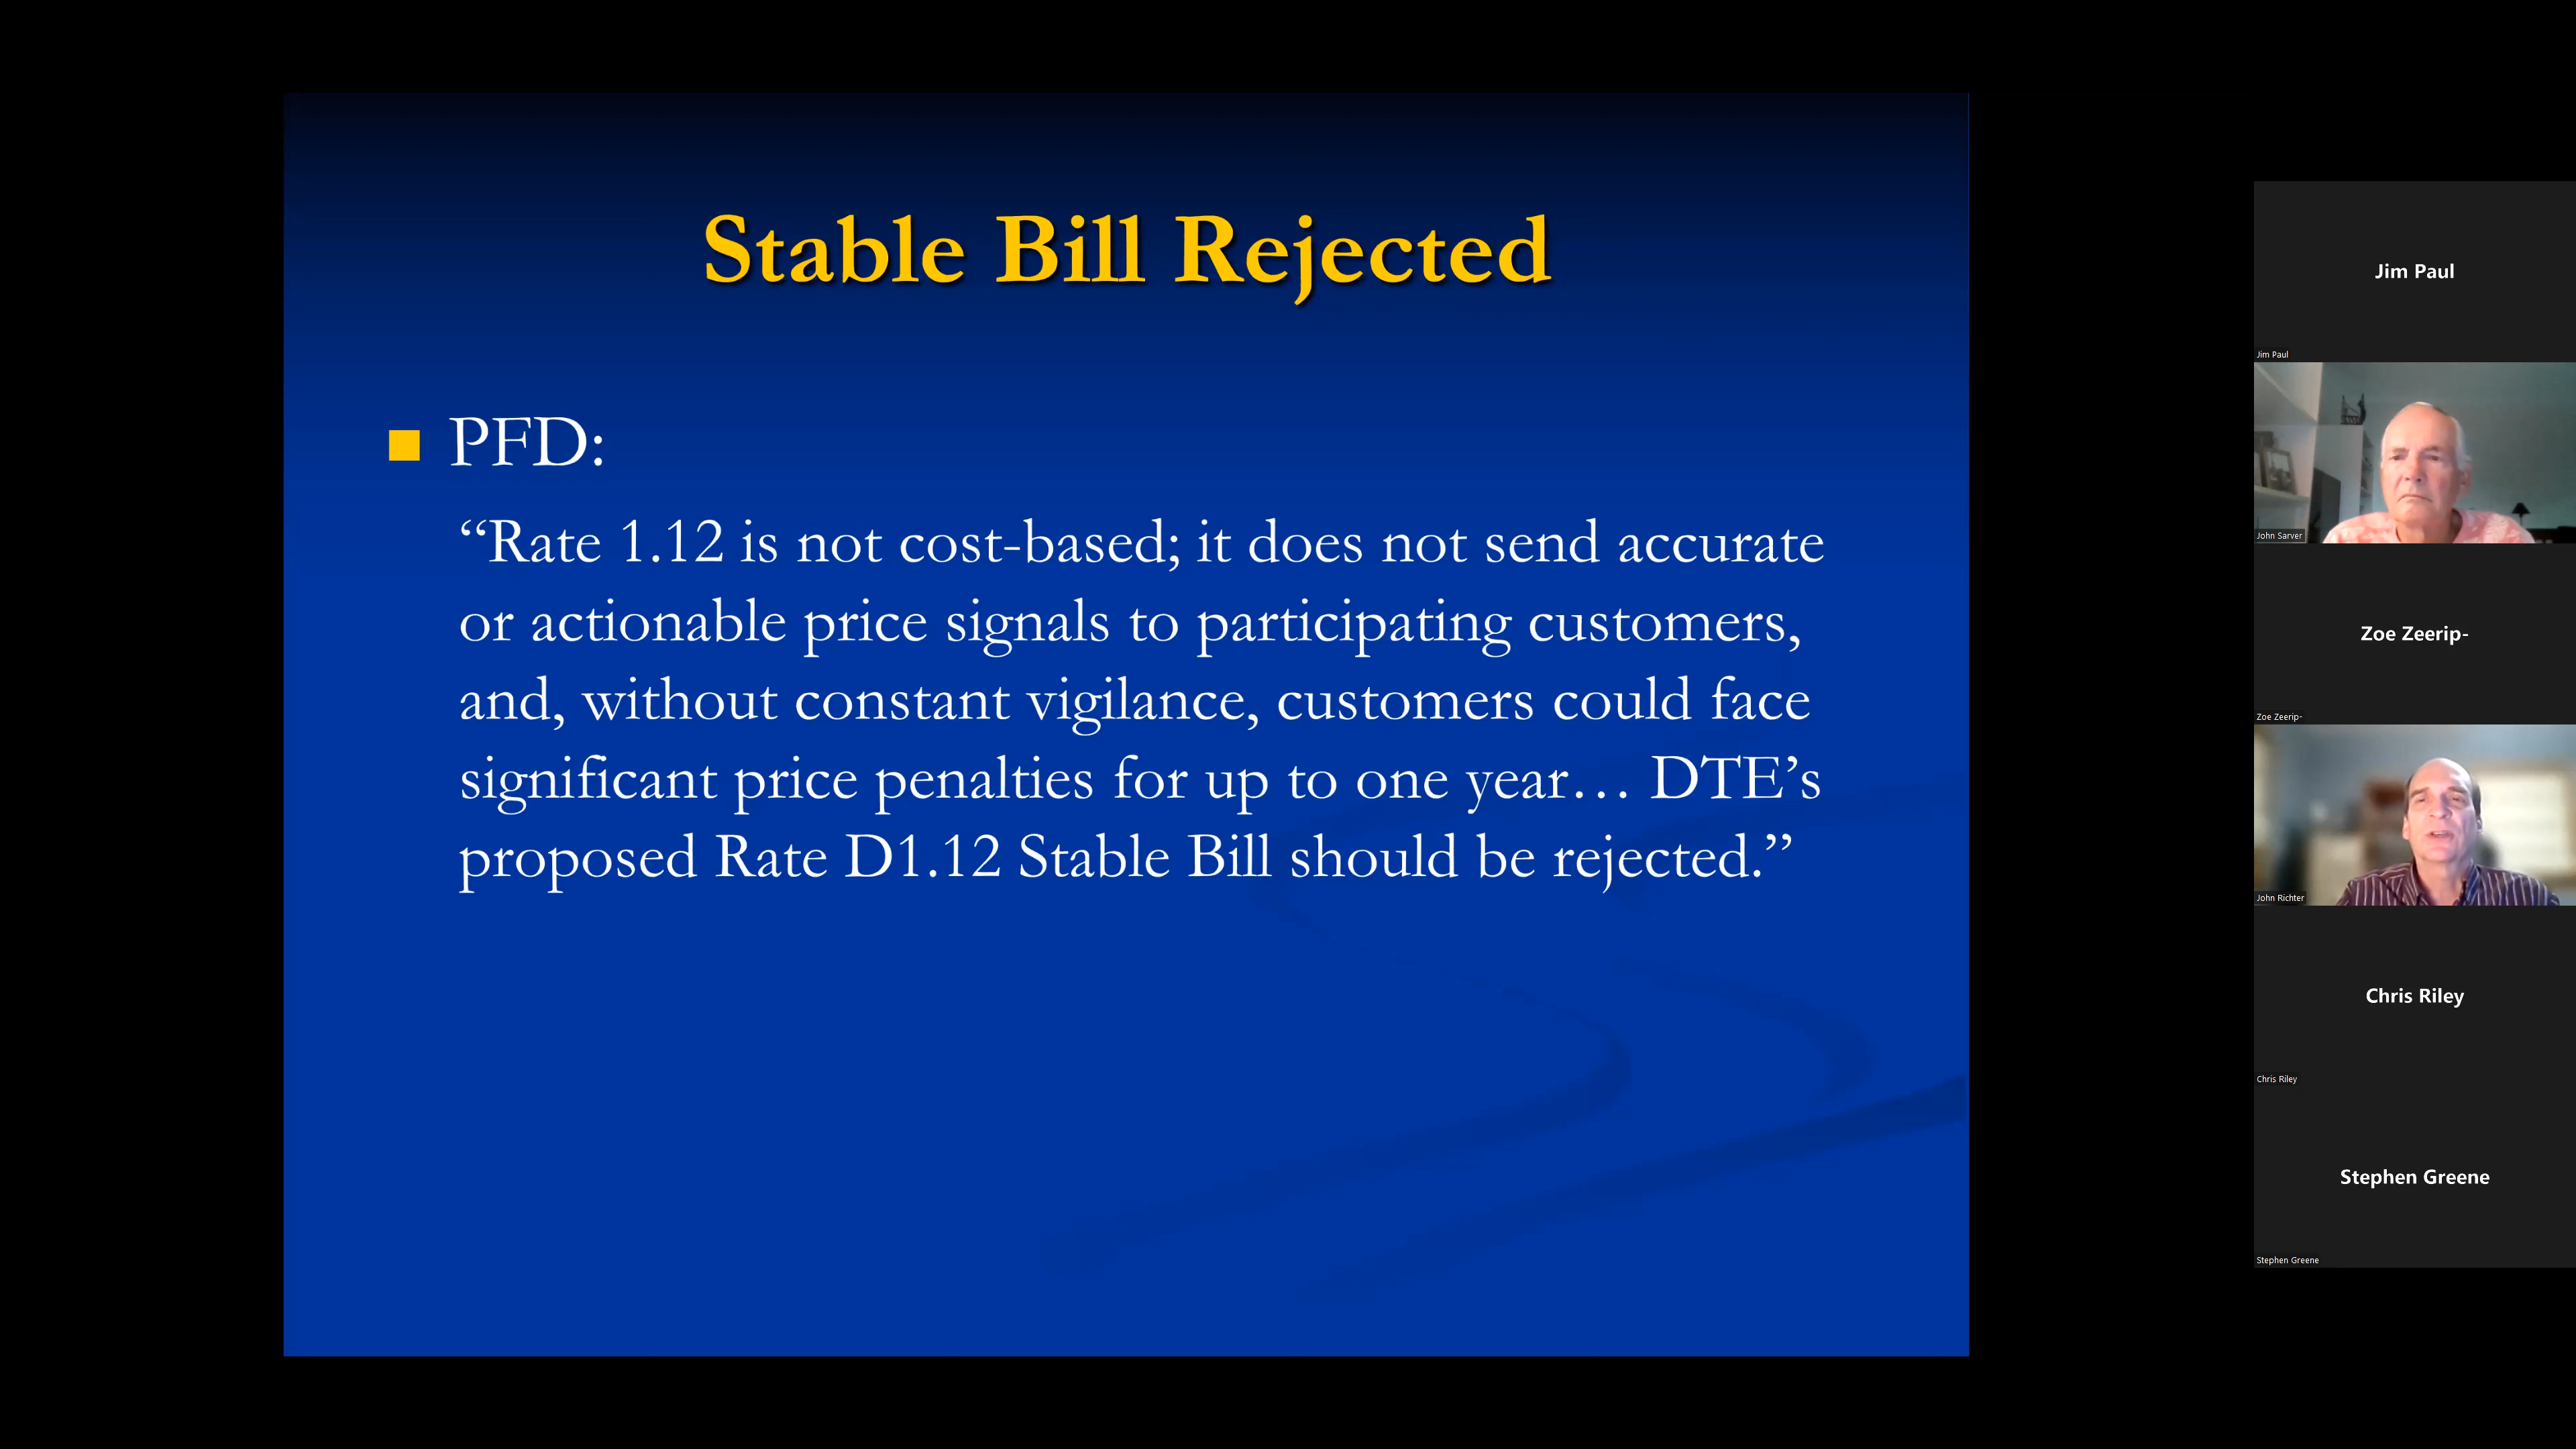 Stable Bill Rejected
PFD:
“Rate 1.12 is not cost-based; it does not send accurate
or actionable price signals to participating customers,
and, without constant vigilance, customers could face
significant price penalties for up to one year… DTE’s
proposed Rate D1.12 Stable Bill should be rejected.”
Jim Paul
Jim Paul
John Sarver
Zoe Zeerip-
Zoe Zeerip-
John Richter
Chris Riley
Chris Riley
Stephen Greene
Stephen Greene